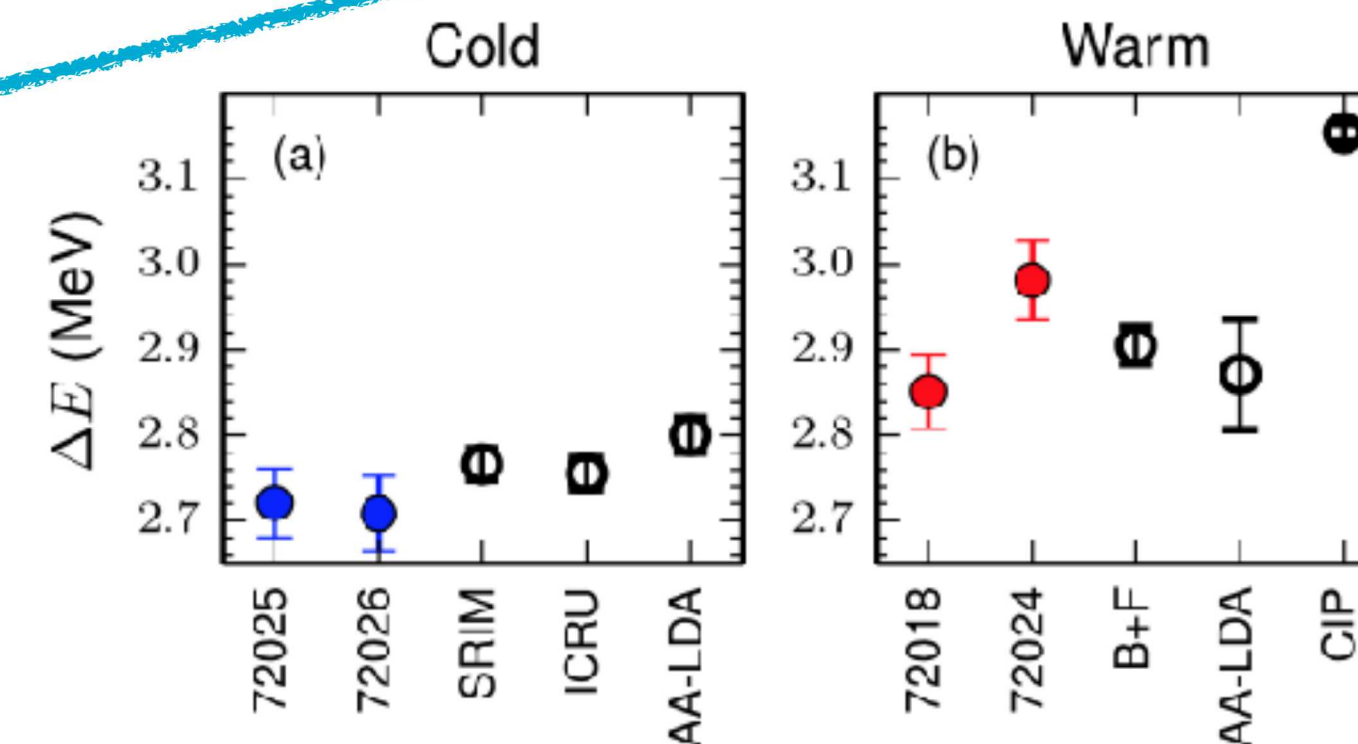 Cold
Warm
(a)
(b)
ΔE (MeV)
3.1
3.0
2.9
2.8
2.7
3.1
3.0
2.9
2.8
2.7
72025
72026
SRIM
ICRU
AA-LDA
72018
72024
B+F
AA-LDA
CIP